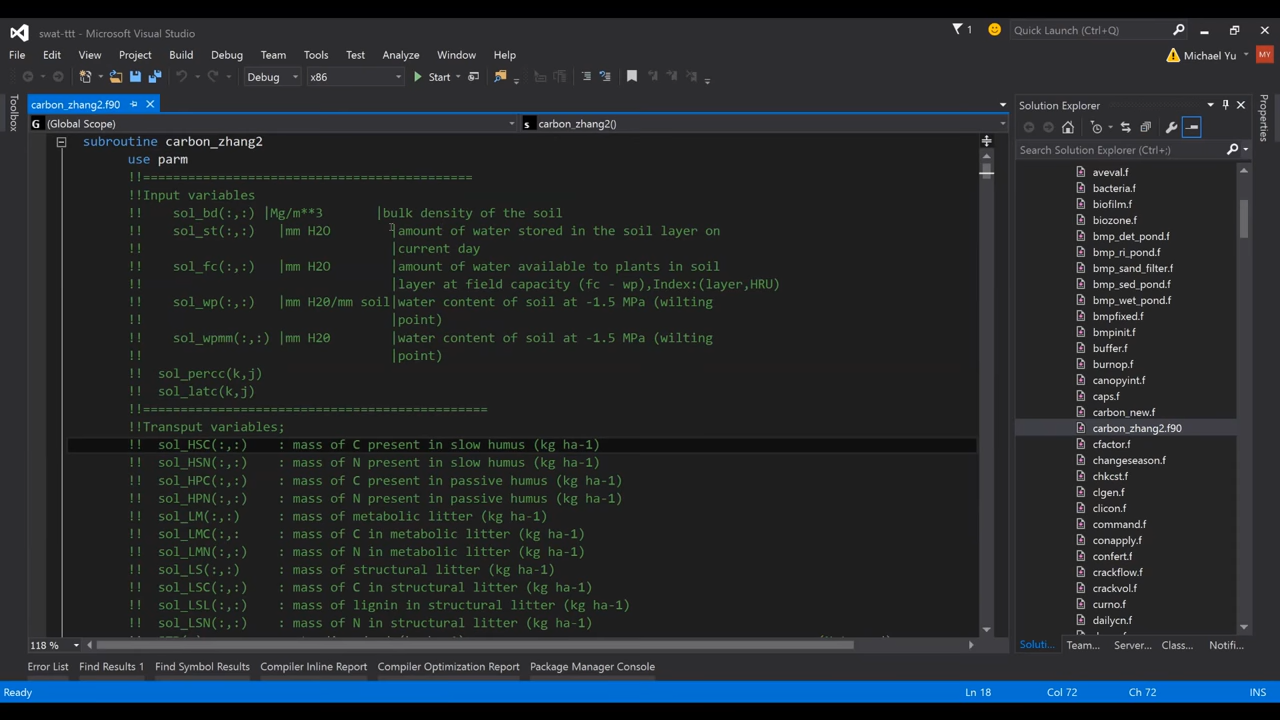 swat-ttt - Microsoft Visual Studio
1
Quick Launch (Ctrl+Q)
File Edit View Project Build Debug Team Tools Test Analyze Window Help
Michael Yu
MY
Debug
x86
Start
Toolbox
carbon_zhang2.f90
(Global Scope)
carbon_zhang2()
subroutine carbon_zhang2
use parm
!!============================================
!!Input variables
!! sol_bd(:,:) |Mg/m**3 |bulk density of the soil
!! sol_st(:,:) |mm H2O |amount of water stored in the soil layer on
!! |current day
!! sol_fc(:,:) |mm H2O |amount of water available to plants in soil
!! |layer at field capacity (fc - wp),Index:(layer,HRU)
!! sol_wp(:,:) |mm H20/mm soil|water content of soil at -1.5 MPa (wilting
!! |point)
!! sol_wpmm(:,:) |mm H20 |water content of soil at -1.5 MPa (wilting
!! |point)
!! sol_percc(k,j)
!! sol_latc(k,j)
!!==============================================
!!Transput variables;
!! sol_HSC(:,:) : mass of C present in slow humus (kg ha-1)
!! sol_HSN(:,:) : mass of N present in slow humus (kg ha-1)
!! sol_HPC(:,:) : mass of C present in passive humus (kg ha-1)
!! sol_HPN(:,:) : mass of N present in passive humus (kg ha-1)
!! sol_LM(:,:) : mass of metabolic litter (kg ha-1)
!! sol_LMC(:,: : mass of C in metabolic litter (kg ha-1)
!! sol_LMN(:,:) : mass of N in metabolic litter (kg ha-1)
!! sol_LS(:,:) : mass of structural litter (kg ha-1)
!! sol_LSC(:,:) : mass of C in structural litter (kg ha-1)
!! sol_LSL(:,:) : mass of lignin in structural litter (kg ha-1)
!! sol_LSN(:,:) : mass of N in structural litter (kg ha-1)
118 %
Solution Explorer
Search Solution Explorer (Ctrl+;)
aveval.f
bacteria.f
biofilm.f
biozone.f
bmp_det_pond.f
bmp_ri_pond.f
bmp_sand_filter.f
bmp_sed_pond.f
bmp_wet_pond.f
bmpfixed.f
bmpinit.f
buffer.f
burnop.f
canopyint.f
caps.f
carbon_new.f
carbon_zhang2.f90
cfactor.f
changeseason.f
chkcst.f
clgen.f
clicon.f
command.f
conapply.f
confert.f
crackflow.f
crackvol.f
curno.f
dailycn.f
Soluti... Team... Server... Class... Notifi...
Properties
Error List Find Results 1 Find Symbol Results Compiler Inline Report Compiler Optimization Report Package Manager Console
Ready
Ln 18 Col 72 Ch 72 INS